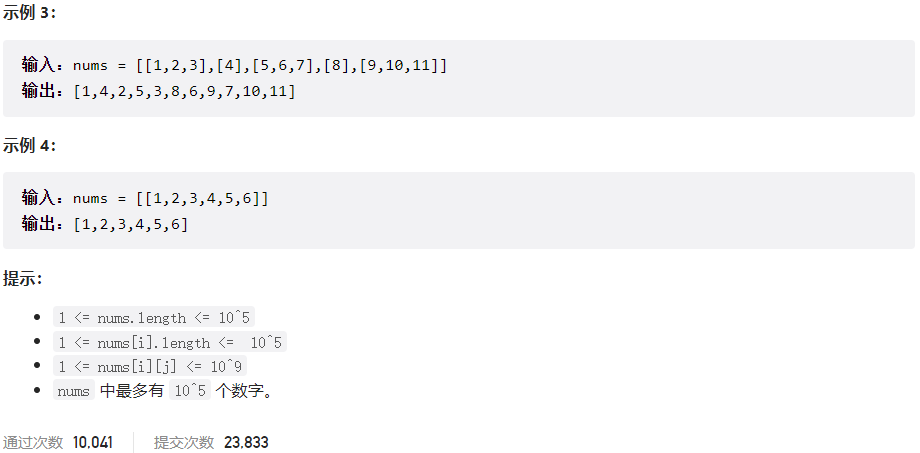 示例 3：
输入：nums = [[1,2,3],[4],[5,6,7],[8],[9,10,11]]
输出：[1,4,2,5,3,8,6,9,7,10,11]
示例 4：
输入：nums = [[1,2,3,4,5,6]]
输出：[1,2,3,4,5,6]
提示：
1 <= nums.length <= 10^5
1 <= nums[i].length <=  10^5
1 <= nums[i][j] <= 10^9
nums 中最多有 10^5 个数字。
通过次数 10,041 提交次数 23,833